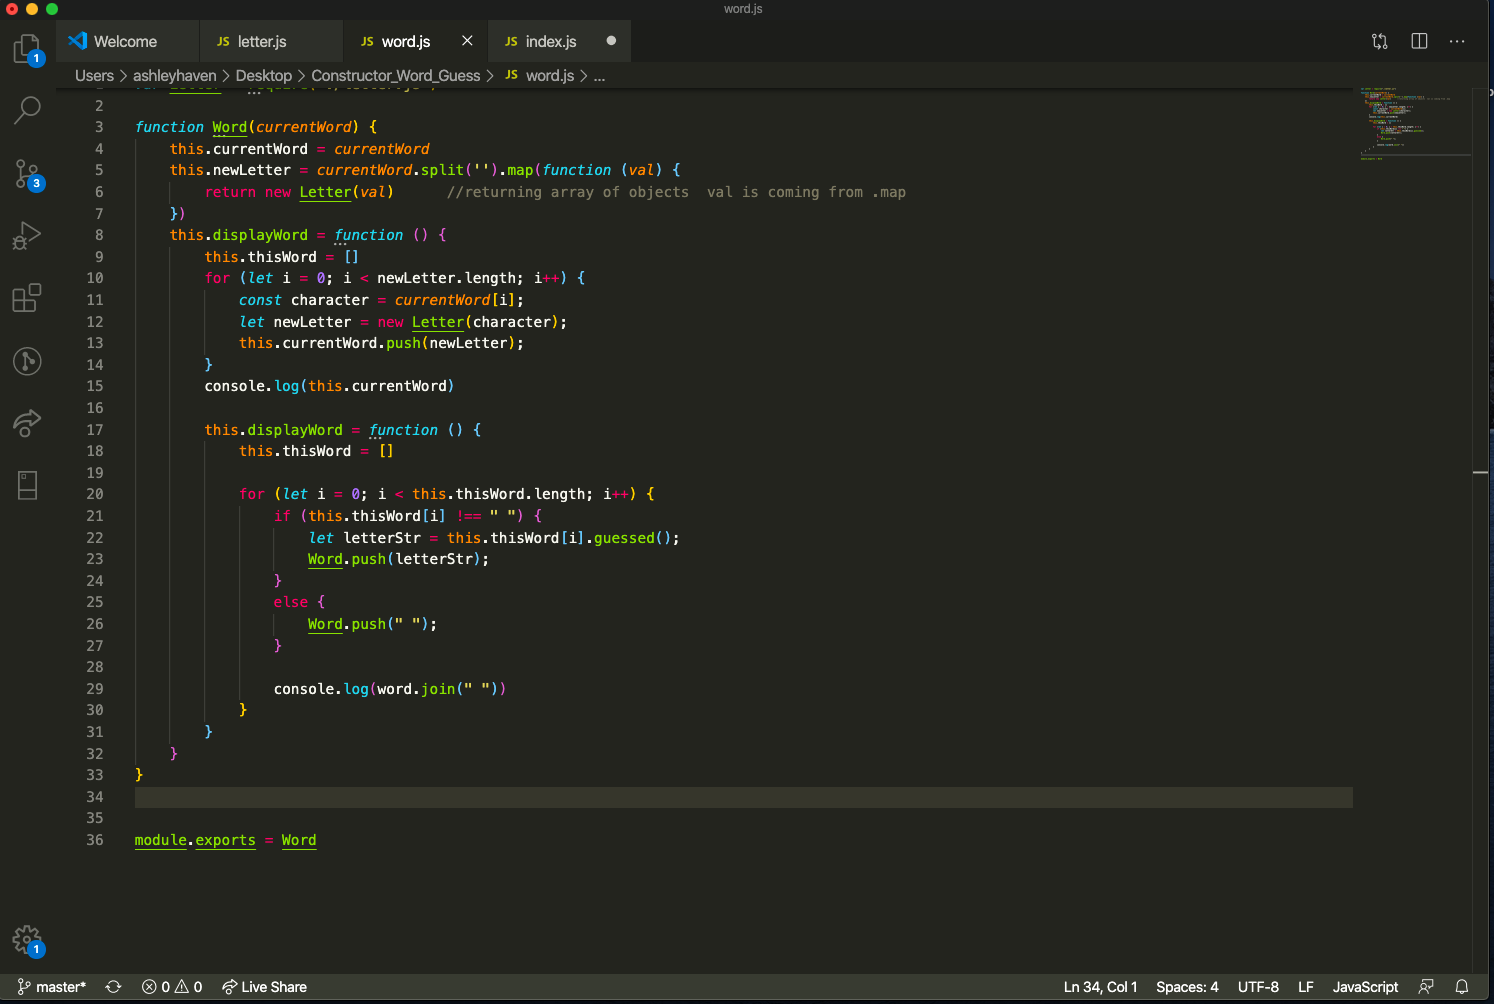 word.js
Welcome
JS letter.js
JS word.js
JS index.js
Users > ashleyhaven > Desktop > Constructor_Word_Guess > JS word.js > ...
1
3
1
2
3 function Word(currentWord) {
4 this.currentWord = currentWord
5 this.newLetter = currentWord.split('').map(function (val) {
6 return new Letter(val) //returning array of objects  val is coming from .map
7 })
8 this.displayWord = function () {
9 this.thisWord = []
10 for (let i = 0; i < newLetter.length; i++) {
11 const character = currentWord[i];
12 let newLetter = new Letter(character);
13 this.currentWord.push(newLetter);
14 }
15 console.log(this.currentWord)
16
17 this.displayWord = function () {
18 this.thisWord = []
19
20 for (let i = 0; i < this.thisWord.length; i++) {
21 if (this.thisWord[i] !== " ") {
22 let letterStr = this.thisWord[i].guessed();
23 Word.push(letterStr);
24 }
25 else {
26 Word.push(" ");
27 }
28
29 console.log(word.join(" "))
30 }
31 }
32 }
33 }
34
35
36 module.exports = Word
master* 0 0 Live Share Ln 34, Col 1 Spaces: 4 UTF-8 LF JavaScript